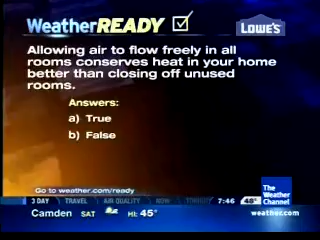 WeatherREADY
LOWE'S
Allowing air to flow freely in all
rooms conserves heat in your home
better than closing off unused
rooms.
Answers:
a) True
b) False
Go to weather.com/ready
The
Weather
Channel
3 DAY TRAVEL AIR QUALITY NOW 7:46 46°
Camden SAT HI: 45° weather.com